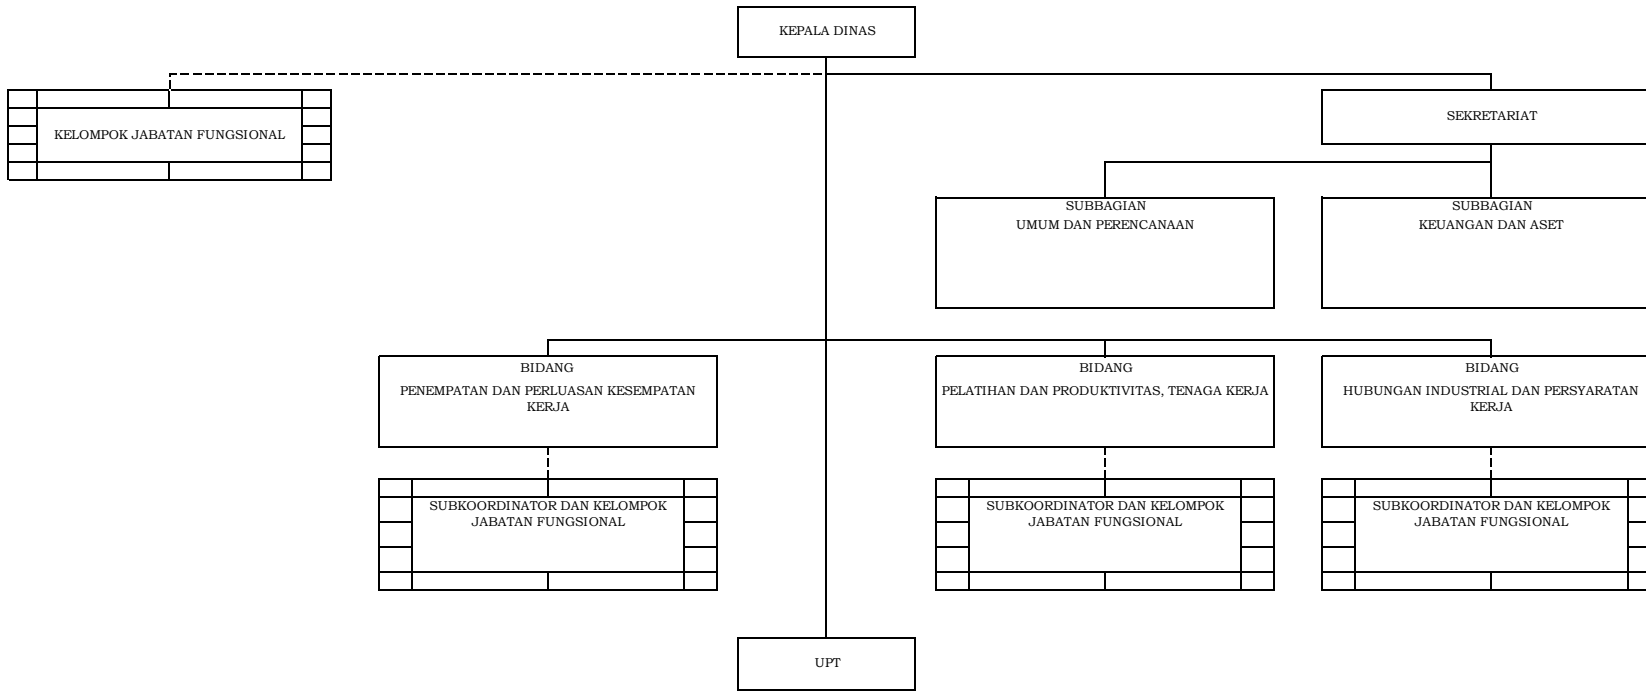 KEPALA DINAS
KELOMPOK JABATAN FUNGSIONAL
SEKRETARIAT
SUBBAGIAN
UMUM DAN PERENCANAAN
SUBBAGIAN
KEUANGAN DAN ASET
BIDANG
PENEMPATAN DAN PERLUASAN KESEMPATAN
KERJA
BIDANG
PELATIHAN DAN PRODUKTIVITAS, TENAGA KERJA
BIDANG
HUBUNGAN INDUSTRIAL DAN PERSYARATAN
KERJA
SUBKOORDINATOR DAN KELOMPOK
JABATAN FUNGSIONAL
SUBKOORDINATOR DAN KELOMPOK
JABATAN FUNGSIONAL
SUBKOORDINATOR DAN KELOMPOK
JABATAN FUNGSIONAL
UPT